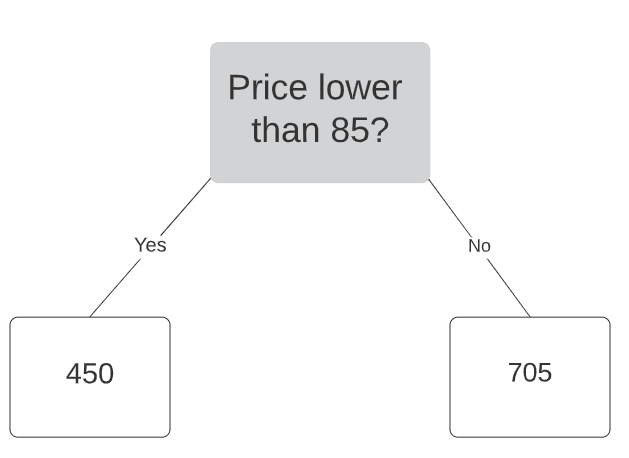 Price lower
than 85?
Yes
No
450
705